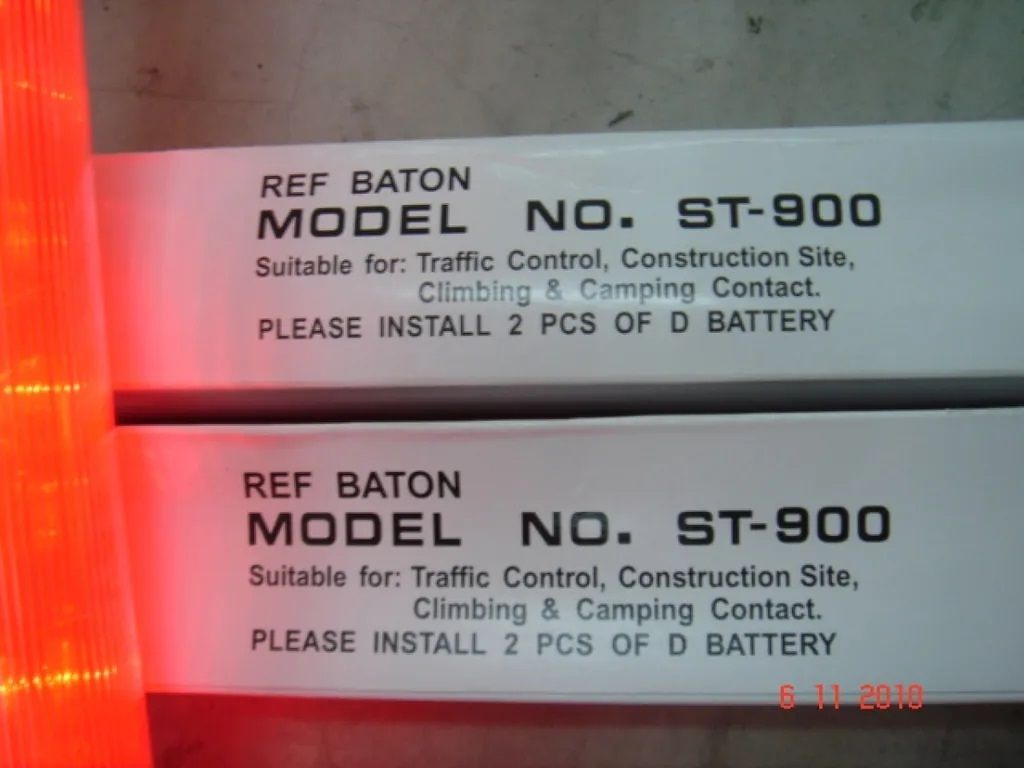 REF BATON
MODEL NO. ST-900
Suitable for: Traffic Control, Construction Site,
Climbing & Camping Contact.
PLEASE INSTALL 2 PCS OF D BATTERY
REF BATON
MODEL NO. ST-900
Suitable for: Traffic Control, Construction Site,
Climbing & Camping Contact.
PLEASE INSTALL 2 PCS OF D BATTERY
6 11 2010